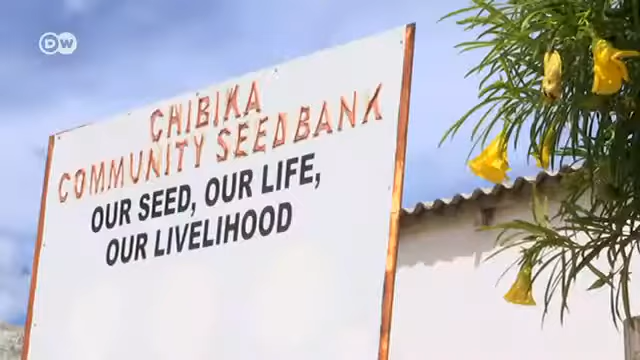 DW
CHIBIKA
COMMUNITY SEEDBANK
OUR SEED, OUR LIFE,
OUR LIVELIHOOD